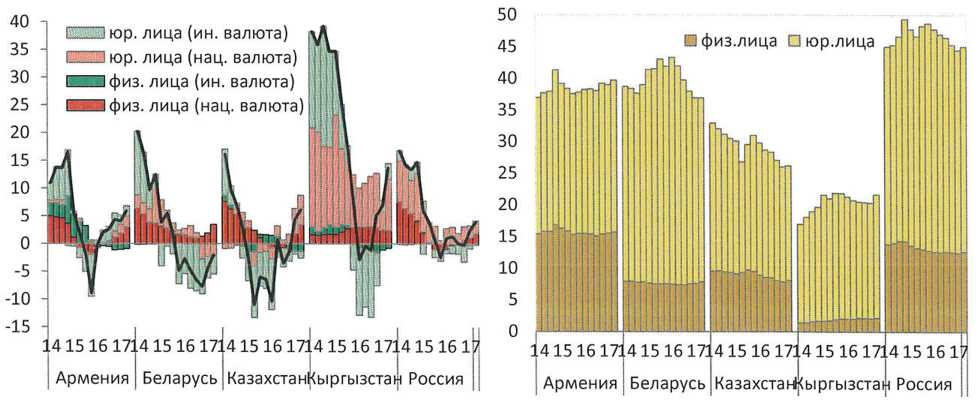 40
35
30
25
20
15
10
5
0
-5
-10
-15
юр. лица (ин. валюта)
юр. лица (нац. валюта)
физ. лица (ин. валюта)
физ. лица (нац. валюта)
14 15 16 17 14 15 16 17 14 15 16 17 14 15 16 17 14 15 16 17
Армения Беларусь Казахстан Кыргызстан Россия
50
45
40
35
30
25
20
15
10
5
0
физ.лица юр.лица
14 15 16 17 14 15 16 17 14 15 16 17 14 15 16 17 14 15 16 17
Армения Беларусь Казахстан Кыргызстан Россия